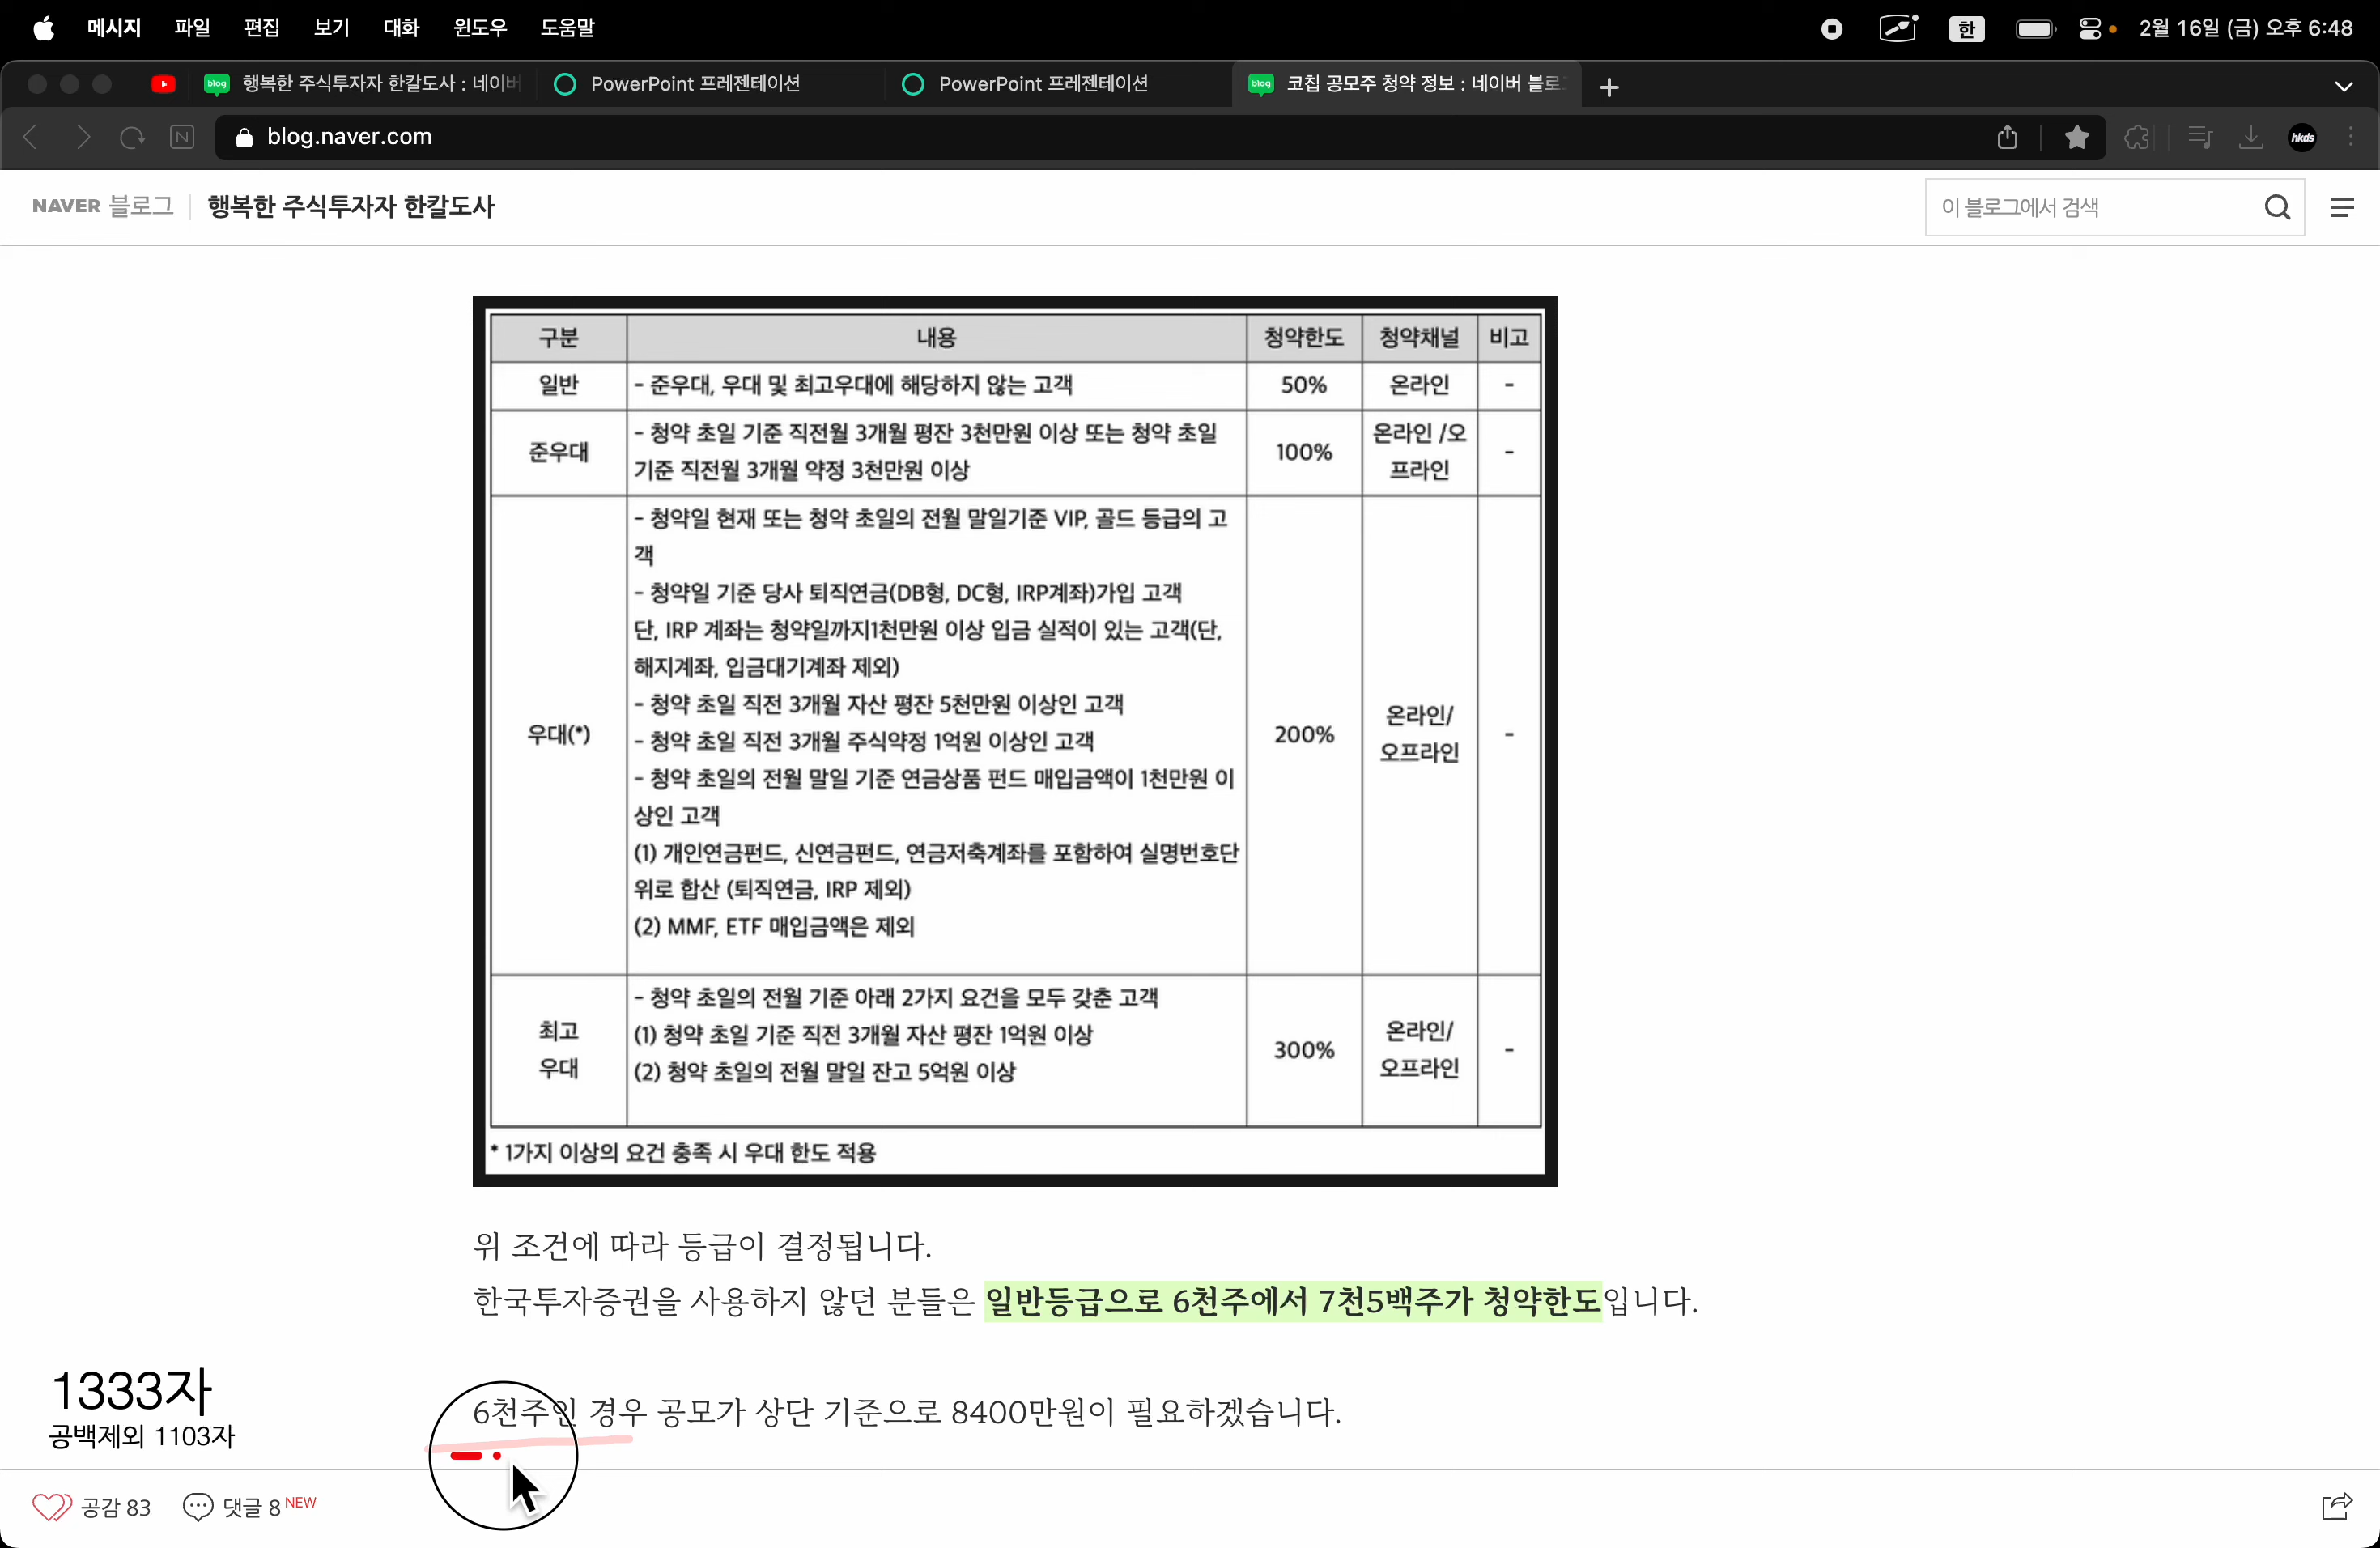 메시지 파일 편집 보기 대화 윈도우 도움말 한 2월 16일 (금) 오후 6:48
blog 행복한 주식투자자 한칼도사 : 네이버 PowerPoint 프레젠테이션 PowerPoint 프레젠테이션 blog 코칩 공모주 청약 정보 : 네이버 블로
N blog.naver.com hkds
NAVER 블로그 행복한 주식투자자 한칼도사 이 블로그에서 검색
구분 내용 청약한도 청약채널 비고
일반 - 준우대, 우대 및 최고우대에 해당하지 않는 고객 50% 온라인 -
준우대 - 청약 초일 기준 직전월 3개월 평잔 3천만원 이상 또는 청약 초일
기준 직전월 3개월 약정 3천만원 이상 100% 온라인 /오
프라인 -
우대(*) - 청약일 현재 또는 청약 초일의 전월 말일기준 VIP, 골드 등급의 고
객
- 청약일 기준 당사 퇴직연금(DB형, DC형, IRP계좌)가입 고객
단, IRP 계좌는 청약일까지1천만원 이상 입금 실적이 있는 고객(단,
해지계좌, 입금대기계좌 제외)
- 청약 초일 직전 3개월 자산 평잔 5천만원 이상인 고객
- 청약 초일 직전 3개월 주식약정 1억원 이상인 고객
- 청약 초일의 전월 말일 기준 연금상품 펀드 매입금액이 1천만원 이
상인 고객
(1) 개인연금펀드, 신연금펀드, 연금저축계좌를 포함하여 실명번호단
위로 합산 (퇴직연금, IRP 제외)
(2) MMF, ETF 매입금액은 제외
200% 온라인/
오프라인 -
최고
우대
- 청약 초일의 전월 기준 아래 2가지 요건을 모두 갖춘 고객
(1) 청약 초일 기준 직전 3개월 자산 평잔 1억원 이상
(2) 청약 초일의 전월 말일 잔고 5억원 이상
300% 온라인/
오프라인 -
* 1가지 이상의 요건 충족 시 우대 한도 적용
위 조건에 따라 등급이 결정됩니다.
한국투자증권을 사용하지 않던 분들은 일반등급으로 6천주에서 7천5백주가 청약한도입니다.
6천주인 경우 공모가 상단 기준으로 8400만원이 필요하겠습니다.
1333자
공백제외 1103자
공감 83 댓글 8 NEW